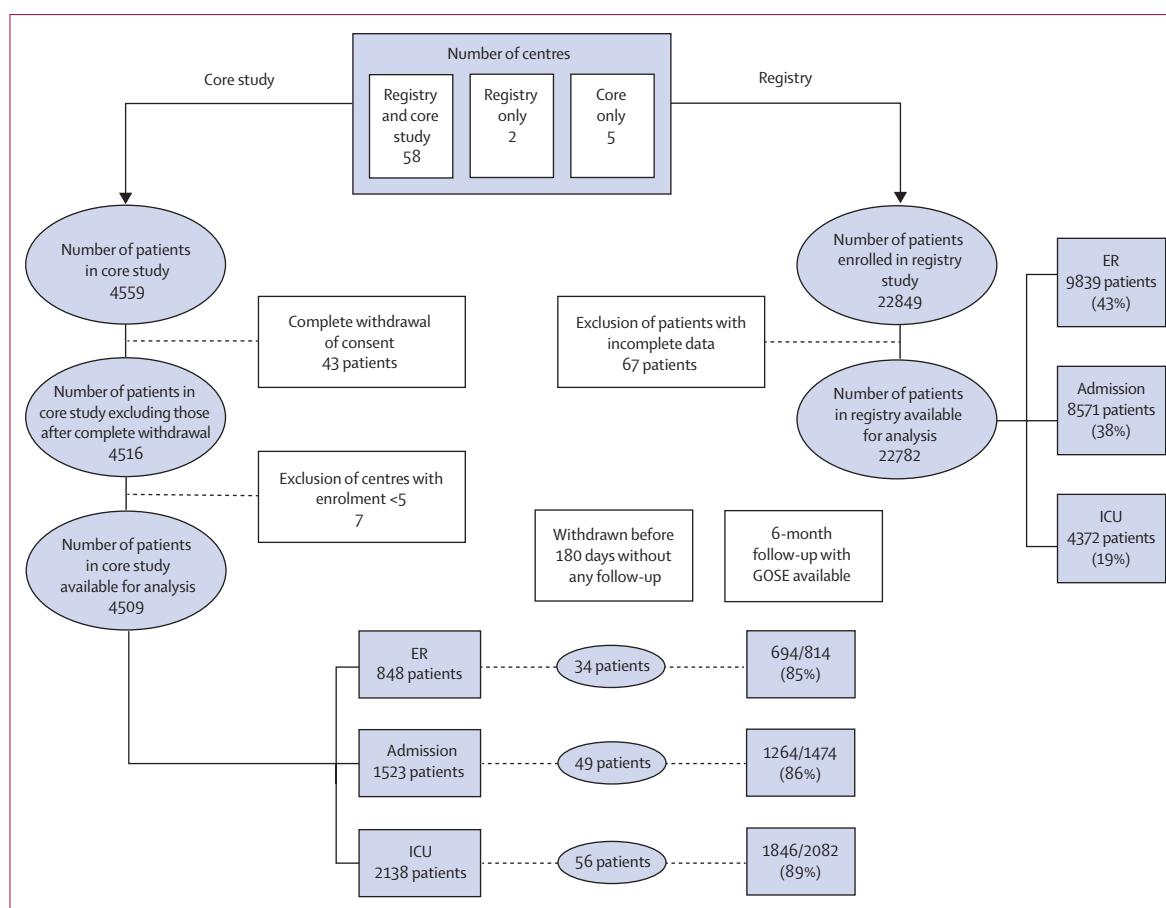 Number of centres
Core study
Registry
Registry
and core
study
58
Registry
only
2
Core
only
5
Number of patients
in core study
4559
Complete withdrawal
of consent
43 patients
Number of patients in
core study excluding those
after complete withdrawal
4516
Exclusion of centres with
enrolment <5
7
Number of patients
in core study
available for analysis
4509
Number of patients
enrolled in registry
study
22849
Exclusion of patients with
incomplete data
67 patients
Number of patients
in registry available
for analysis
22782
ER
9839 patients
(43%)
Admission
8571 patients
(38%)
ICU
4372 patients
(19%)
Withdrawn before
180 days without
any follow-up
6-month
follow-up with
GOSE available
ER
848 patients
34 patients
694/814
(85%)
Admission
1523 patients
49 patients
1264/1474
(86%)
ICU
2138 patients
56 patients
1846/2082
(89%)